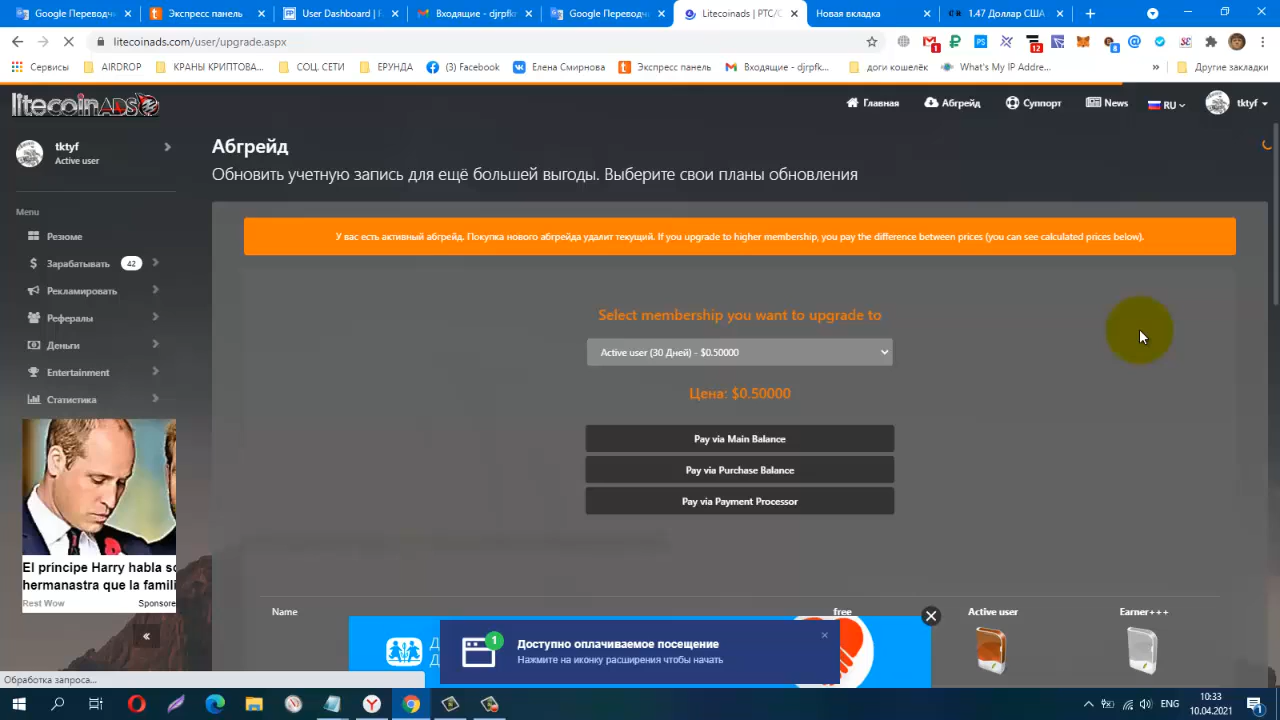 Google Переводч
Экспресс панель
User Dashboard | F
Входящие - djrpfk
Google Переводч
Litecoinads | PTC/
Новая вкладка
1.47 Доллар США
litecoinads.com/user/upgrade.aspx
Сервисы
AIRDROP
КРАНЫ КРИПТОВА...
СОЦ. СЕТИ
ЕРУНДА
(3) Facebook
Елена Смирнова
Экспресс панель
Входящие - djrpfk...
доги кошелёк
What's My IP Addre...
Другие закладки
litecoinADS
Главная
Абгрейд
Суппорт
News
RU
tktyf
tktyf
Active user
Абгрейд
Обновить учетную запись для ещё большей выгоды. Выберите свои планы обновления
Menu
Резюме
Зарабатывать 42
Рекламировать
Рефералы
Деньги
Entertainment
Статистика
У вас есть активный абгрейд. Покупка нового абгрейда удалит текущий. If you upgrade to higher membership, you pay the difference between prices (you can see calculated prices below).
Select membership you want to upgrade to
Active user (30 Дней) - $0.50000
Цена: $0.50000
Pay via Main Balance
Pay via Purchase Balance
Pay via Payment Processor
El príncipe Harry habla so
hermanastra que la famili
Rest Wow
Sponsore
Name
free
Active user
Earner+++
1
Доступно оплачиваемое посещение
Нажмите на иконку расширения чтобы начать
Обработка запроса...
10:33
10.04.2021